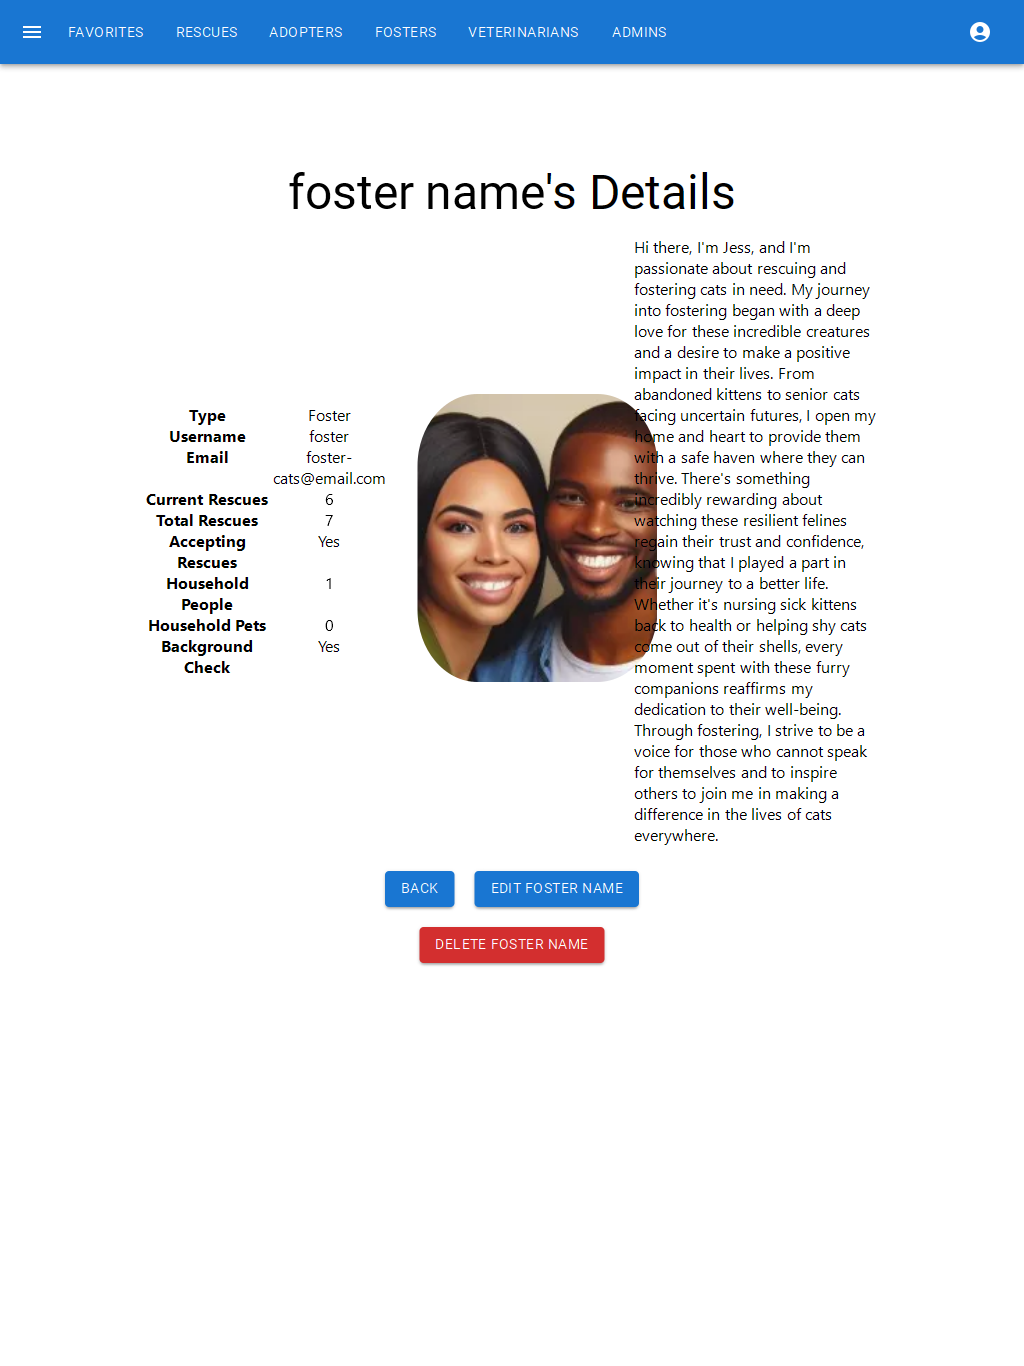 FAVORITES RESCUES ADOPTERS FOSTERS VETERINARIANS ADMINS
foster name's Details
Type Foster
Username foster
Email foster-
cats@email.com
Current Rescues 6
Total Rescues 7
Accepting Yes
Rescues
Household 1
People
Household Pets 0
Background Yes
Check
Hi there, I'm Jess, and I'm
passionate about rescuing and
fostering cats in need. My journey
into fostering began with a deep
love for these incredible creatures
and a desire to make a positive
impact in their lives. From
abandoned kittens to senior cats
facing uncertain futures, I open my
home and heart to provide them
with a safe haven where they can
thrive. There's something
incredibly rewarding about
watching these resilient felines
regain their trust and confidence,
knowing that I played a part in
their journey to a better life.
Whether it's nursing sick kittens
back to health or helping shy cats
come out of their shells, every
moment spent with these furry
companions reaffirms my
dedication to their well-being.
Through fostering, I strive to be a
voice for those who cannot speak
for themselves and to inspire
others to join me in making a
difference in the lives of cats
everywhere.
BACK EDIT FOSTER NAME
DELETE FOSTER NAME